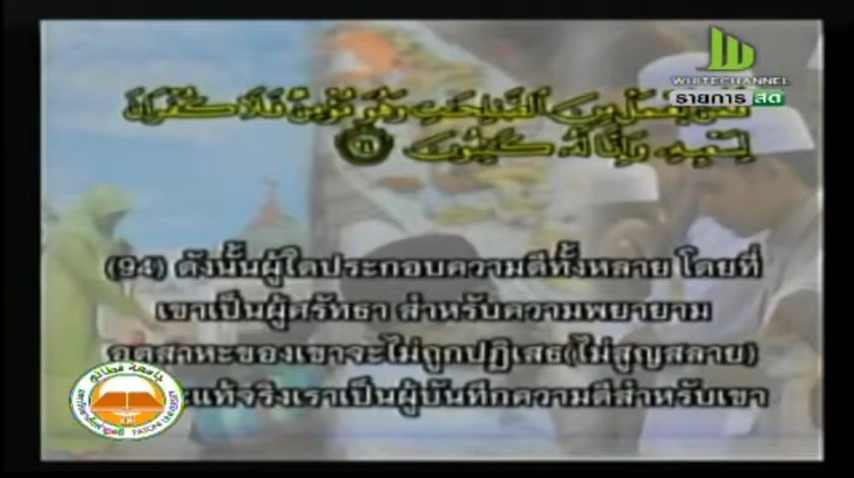 WHITECHANNEL
รายการ สด
فَمَن يَعْمَلْ مِنَ ٱلصَّٰلِحَٰتِ وَهُوَ مُؤْمِنٌ فَلَا كُفْرَانَ
لِسَعْيِهِۦ وَإِنَّا لَهُۥ كَٰتِبُونَ ٩٤
(94) ดังนั้นผู้ใดประกอบความดีทั้งหลาย โดยที่
เขาเป็นผู้ศรัทธา สำหรับความพยายาม
อุตสาหะของเขาจะไม่ถูกปฏิเสธ(ไม่สูญสลาย)
แท้จริงเราเป็นผู้บันทึกความดีสำหรับเขา
جامعة فطاني